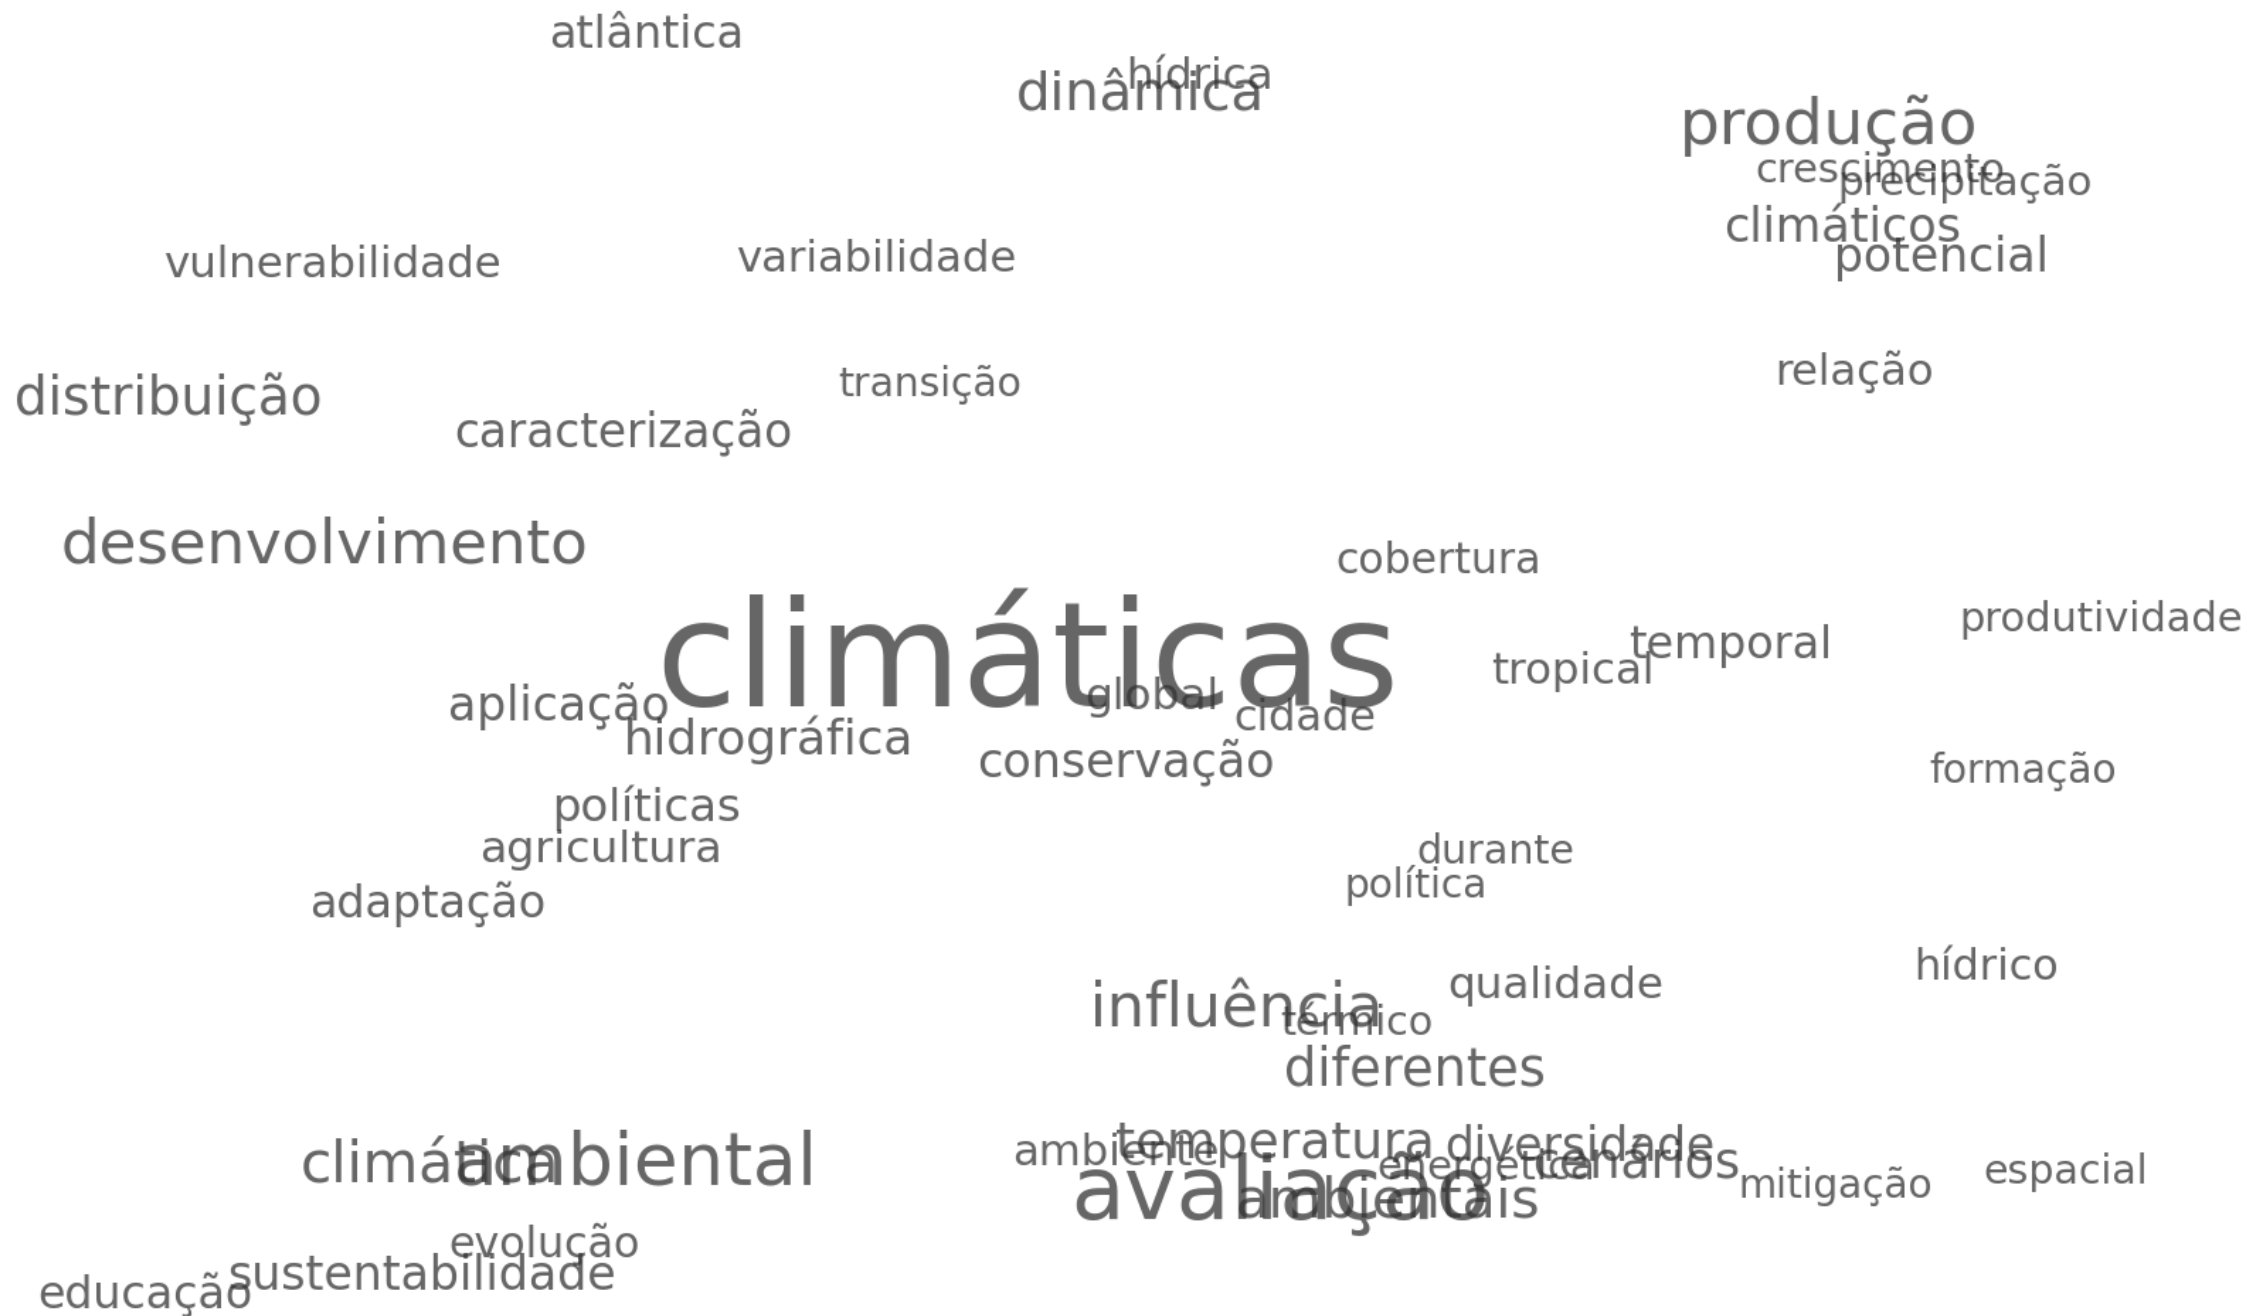 atlântica
hídrica
dinâmica
produção
crescimento
precipitação
climáticos
potencial
vulnerabilidade
variabilidade
relação
transição
distribuição
caracterização
desenvolvimento
cobertura
climáticas
produtividade
temporal
tropical
global
aplicação
cidade
hidrográfica
conservação
formação
políticas
agricultura
durante
política
adaptação
hídrico
qualidade
influência
térmico
diferentes
temperatura
diversidade
ambiente
climática
ambiental
energética
cenários
espacial
mitigação
avaliação
ambientais
evolução
sustentabilidade
educação